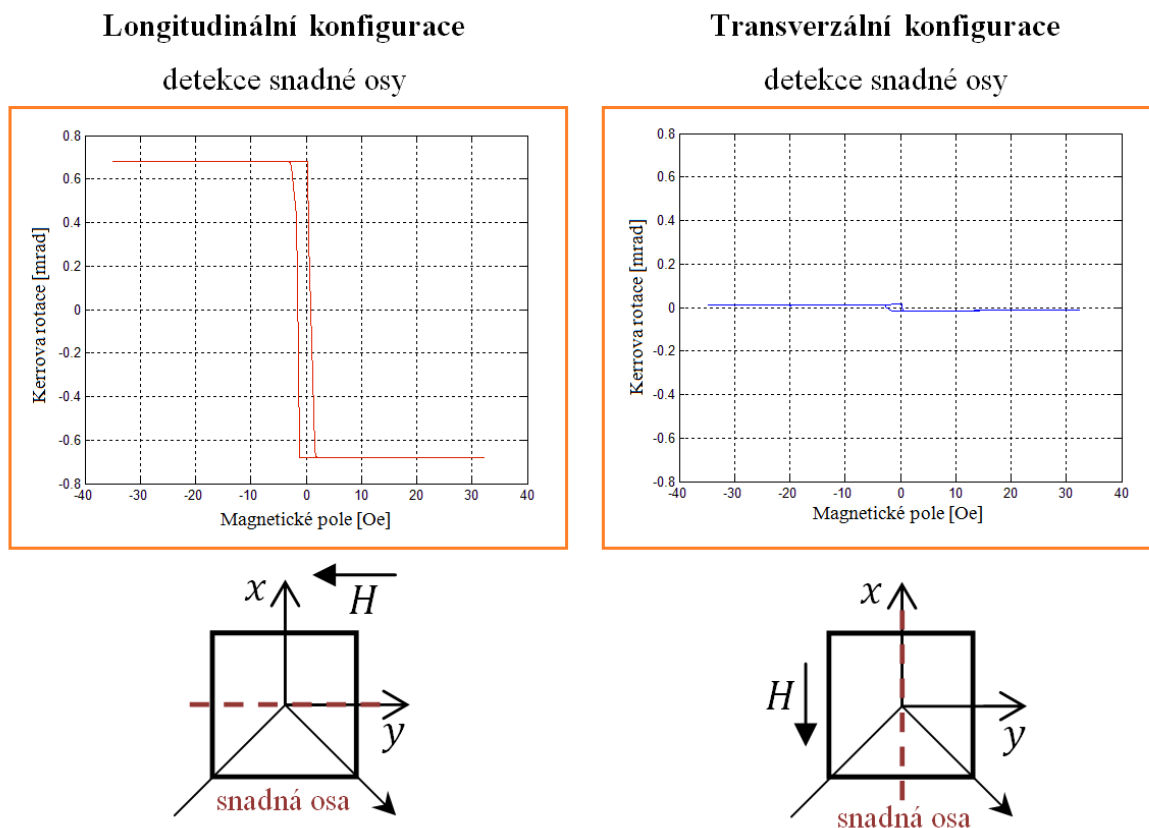 Longitudinální konfigurace
detekce snadné osy
0.8
0.6
0.4
0.2
0
-0.2
-0.4
-0.6
-0.8
Kerrova rotace [mrad]
-40 -30 -20 -10 0 10 20 30 40
Magnetické pole [Oe]
x
H
y
snadná osa
Transverzální konfigurace
detekce snadné osy
0.8
0.6
0.4
0.2
0
-0.2
-0.4
-0.6
-0.8
Kerrova rotace [mrad]
-40 -30 -20 -10 0 10 20 30 40
Magnetické pole [Oe]
x
H
y
snadná osa